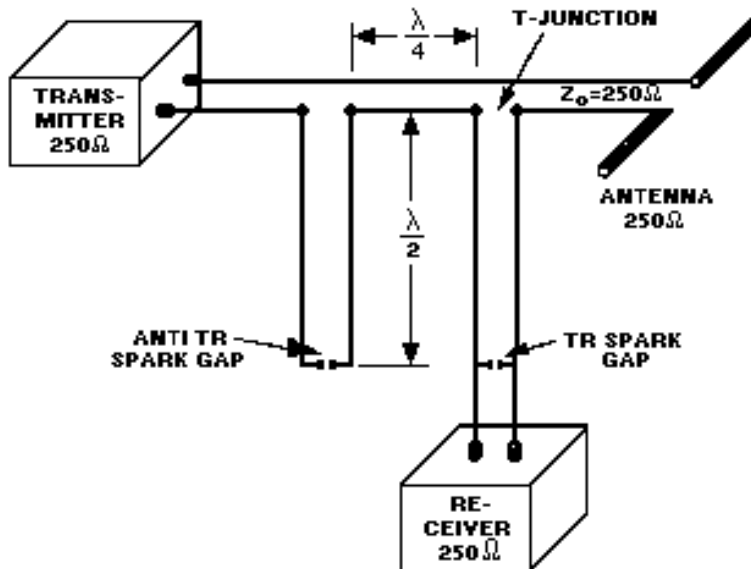 T-JUNCTION
λ
4
TRANS-
MITTER
250Ω
Zo=250Ω
ANTENNA
250Ω
λ
2
ANTI TR
SPARK GAP
TR SPARK
GAP
RE-
CEIVER
250Ω